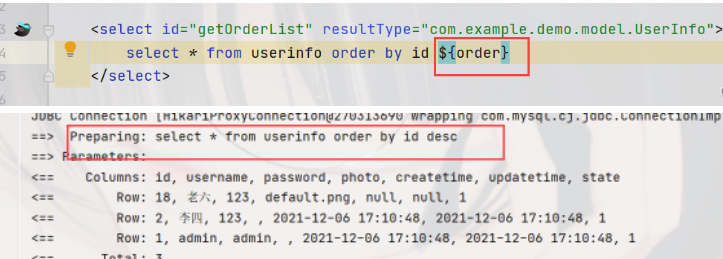 <select id="getOrderList" resultType="com.example.demo.model.UserInfo">
select * from userinfo order by id ${order}
</select>
JDBC Connection [HikariProxyConnection@270313690 wrapping com.mysql.cj.jdbc.ConnectionImp
==>  Preparing: select * from userinfo order by id desc
==> Parameters:
<==    Columns: id, username, password, photo, createtime, updatetime, state
<==        Row: 18, 老六, 123, default.png, null, null, 1
<==        Row: 2, 李四, 123, , 2021-12-06 17:10:48, 2021-12-06 17:10:48, 1
<==        Row: 1, admin, admin, , 2021-12-06 17:10:48, 2021-12-06 17:10:48, 1
<==      Total: 3